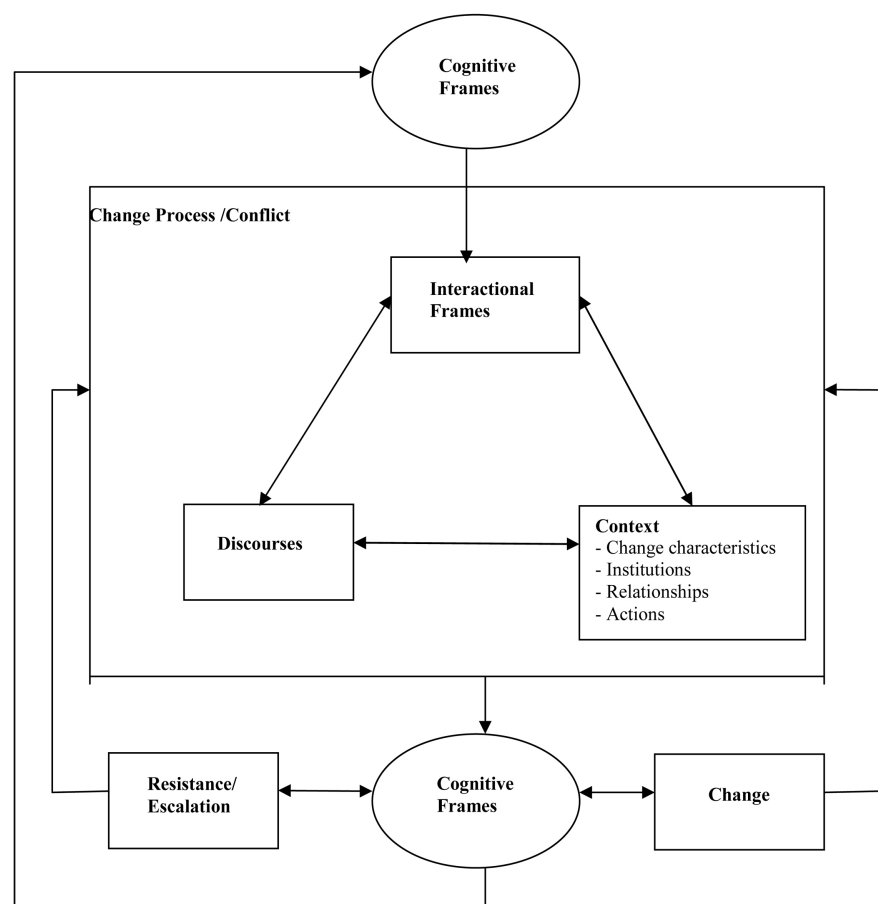 Cognitive
Frames
Change Process /Conflict
Interactional
Frames
Discourses
Context
- Change characteristics
- Institutions
- Relationships
- Actions
Resistance/
Escalation
Cognitive
Frames
Change